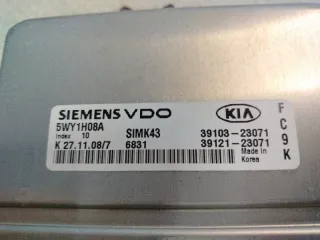 SIEMENS VDO KIA
5WY1H08A
Index 10 SIMK43 39103-23071
K 27.11.08/7 6831 39121-23071
Made in Korea
FC9K